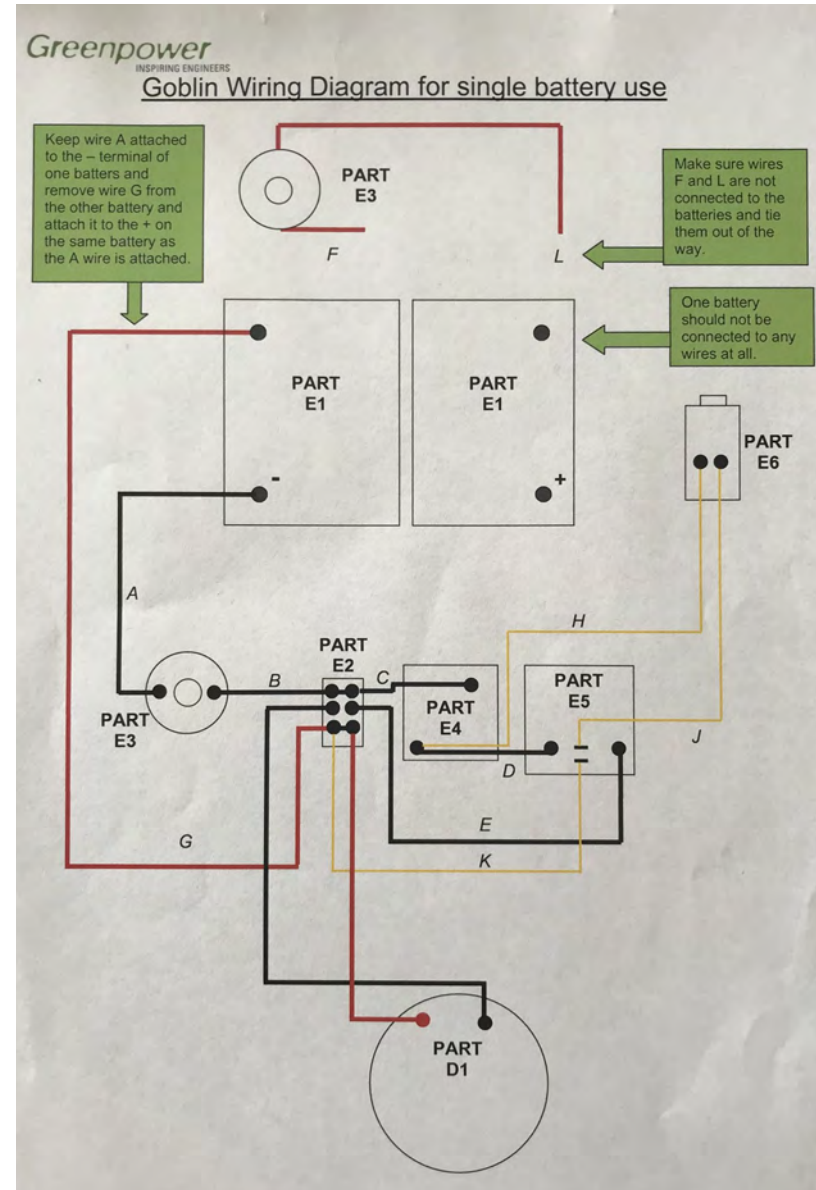 Greenpower
INSPIRING ENGINEERS
Goblin Wiring Diagram for single battery use
Keep wire A attached
to the – terminal of
one batters and
remove wire G from
the other battery and
attach it to the + on
the same battery as
the A wire is attached.
PART
E3
F
L
Make sure wires
F and L are not
connected to the
batteries and tie
them out of the
way.
One battery
should not be
connected to any
wires at all.
PART
E1
-
PART
E1
+
PART
E6
A
H
PART
E3
B
PART
E2
C
PART
E4
PART
E5
J
D
E
G
K
PART
D1